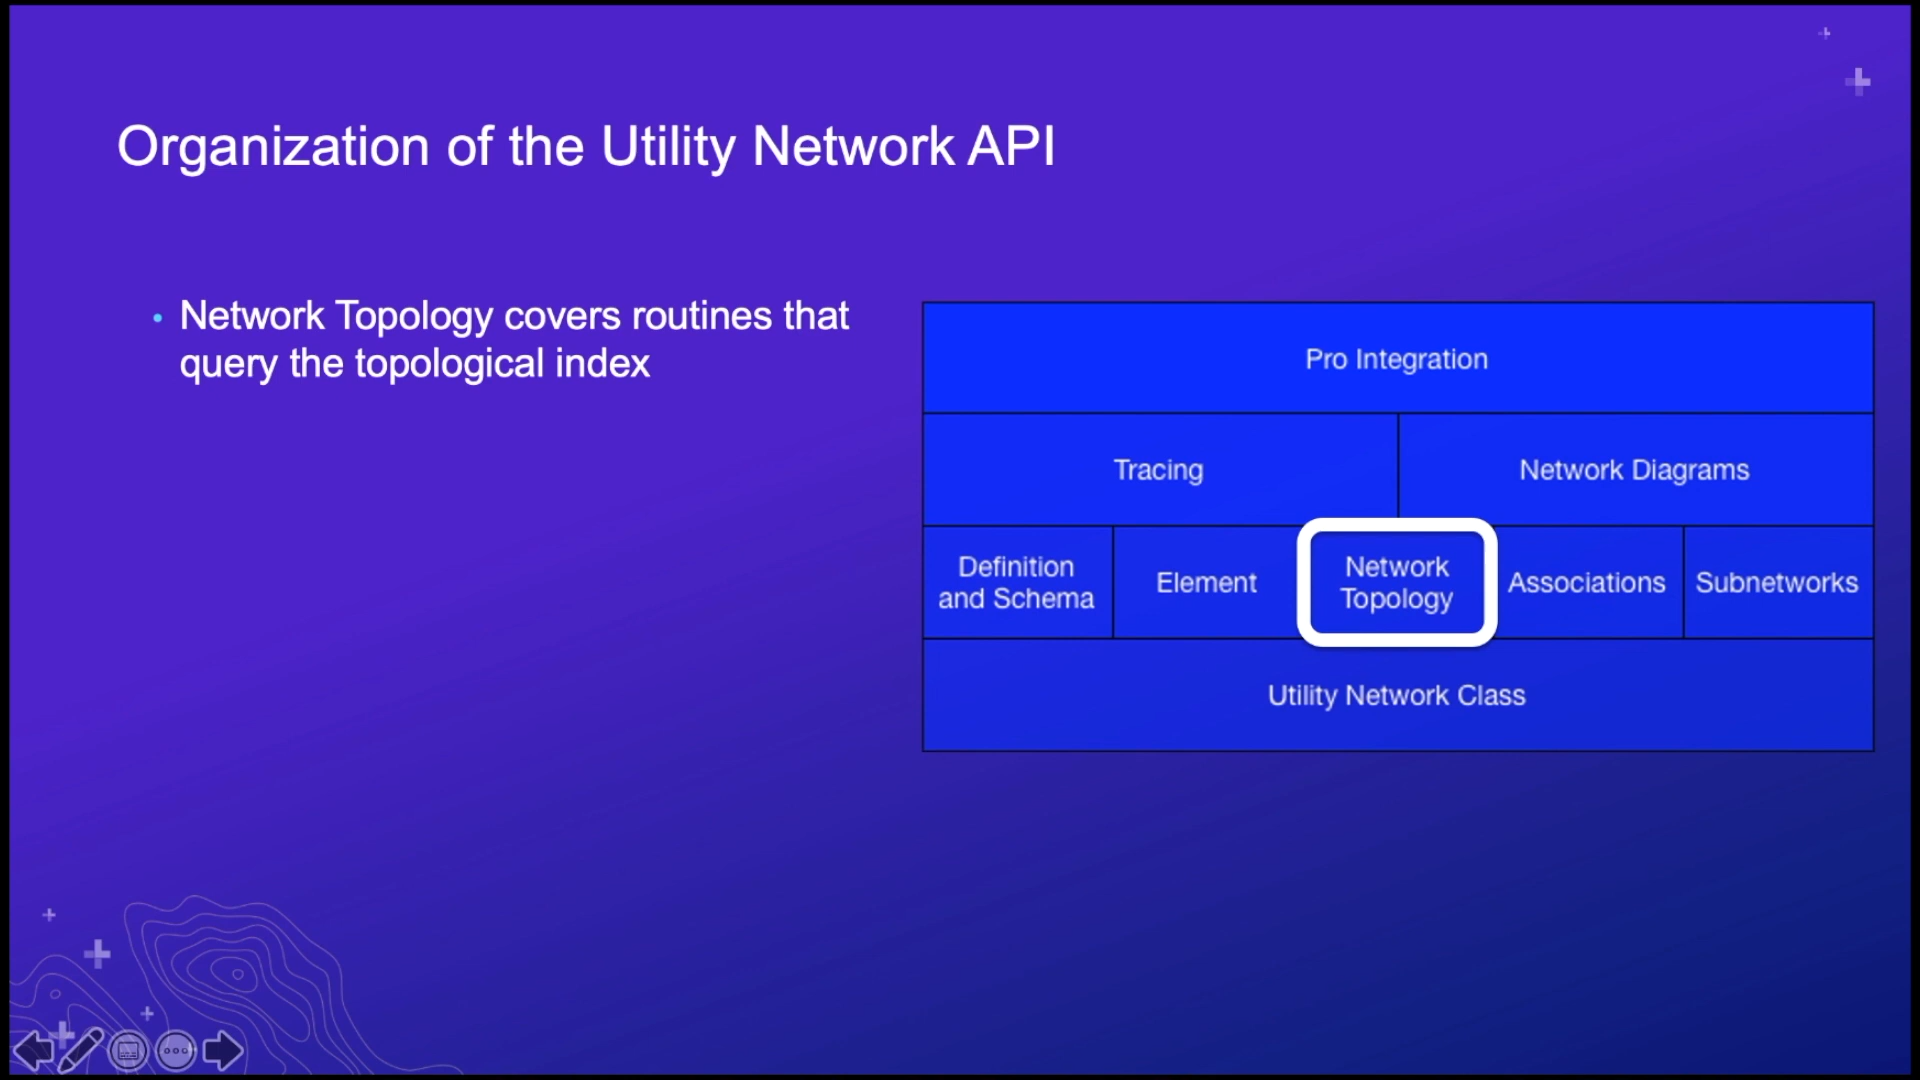 Organization of the Utility Network API
• Network Topology covers routines that
query the topological index
Pro Integration
Tracing
Network Diagrams
Definition
and Schema
Element
Network
Topology
Associations
Subnetworks
Utility Network Class